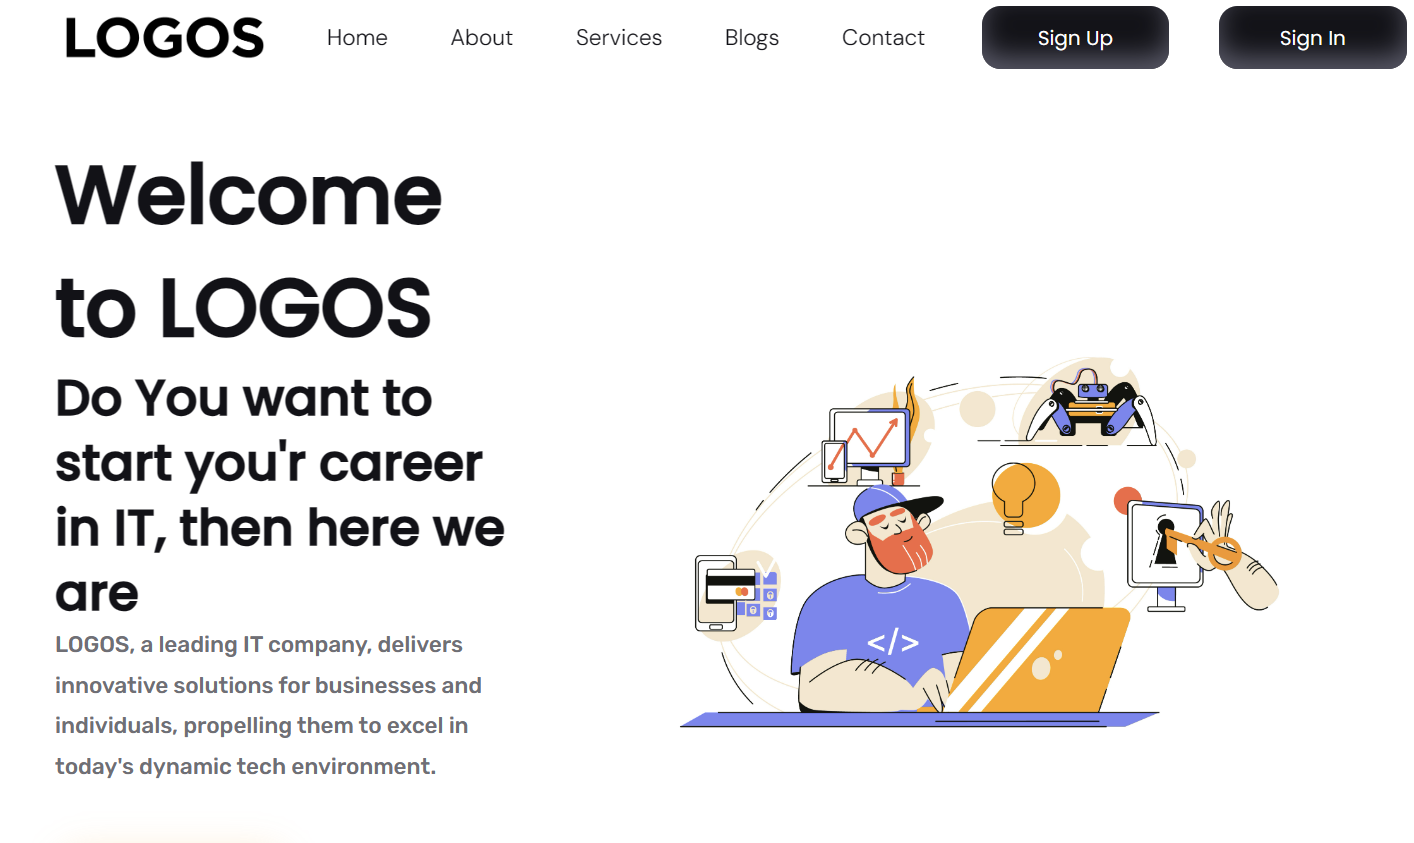 LOGOS Home About Services Blogs Contact Sign Up Sign In
Welcome
to LOGOS
Do You want to
start you'r career
in IT, then here we
are
LOGOS, a leading IT company, delivers
innovative solutions for businesses and
individuals, propelling them to excel in
today's dynamic tech environment.
</>